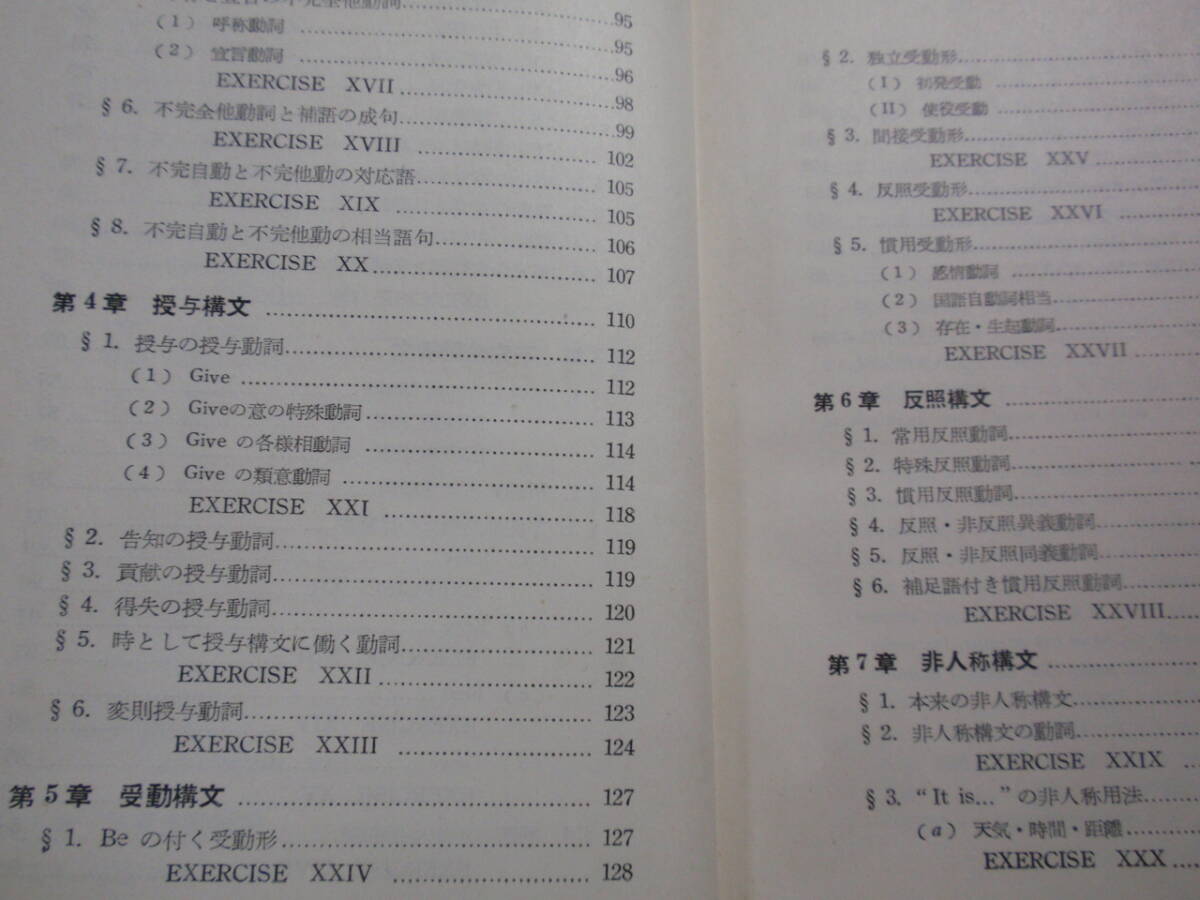 宣言の不完全他動詞……95
(1) 呼称動詞……95
(2) 宣言動詞……96
EXERCISE XVII……98
§ 6. 不完全他動詞と補語の成句……99
EXERCISE XVIII……102
§ 7. 不完自動と不完他動の対応語……105
EXERCISE XIX……105
§ 8. 不完自動と不完他動の相当語句……106
EXERCISE XX……107
第4章 授与構文……110
§ 1. 授与の授与動詞……112
(1) Give……112
(2) Giveの意の特殊動詞……113
(3) Give の各様相動詞……114
(4) Give の類意動詞……114
EXERCISE XXI……118
§ 2. 告知の授与動詞……119
§ 3. 貢献の授与動詞……119
§ 4. 得失の授与動詞……120
§ 5. 時として授与構文に働く動詞……121
EXERCISE XXII……122
§ 6. 変則授与動詞……123
EXERCISE XXIII……124
第5章 受動構文……127
§ 1. Be の付く受動形……127
EXERCISE XXIV……128
§ 2. 独立受動形……
(I) 初発受動……
(II) 使役受動……
§ 3. 間接受動形……
EXERCISE XXV……
§ 4. 反照受動形……
EXERCISE XXVI……
§ 5. 慣用受動形……
(1) 感情動詞……
(2) 国語自動詞相当……
(3) 存在・生起動詞……
EXERCISE XXVII……
第6章 反照構文……
§ 1. 常用反照動詞……
§ 2. 特殊反照動詞……
§ 3. 慣用反照動詞……
§ 4. 反照・非反照異義動詞……
§ 5. 反照・非反照同義動詞……
§ 6. 補足語付き慣用反照動詞……
EXERCISE XXVIII……
第7章 非人称構文……
§ 1. 本来の非人称構文……
§ 2. 非人称構文の動詞……
EXERCISE XXIX……
§ 3. “It is...”の非人称用法……
(a) 天気・時間・距離……
EXERCISE XXX……